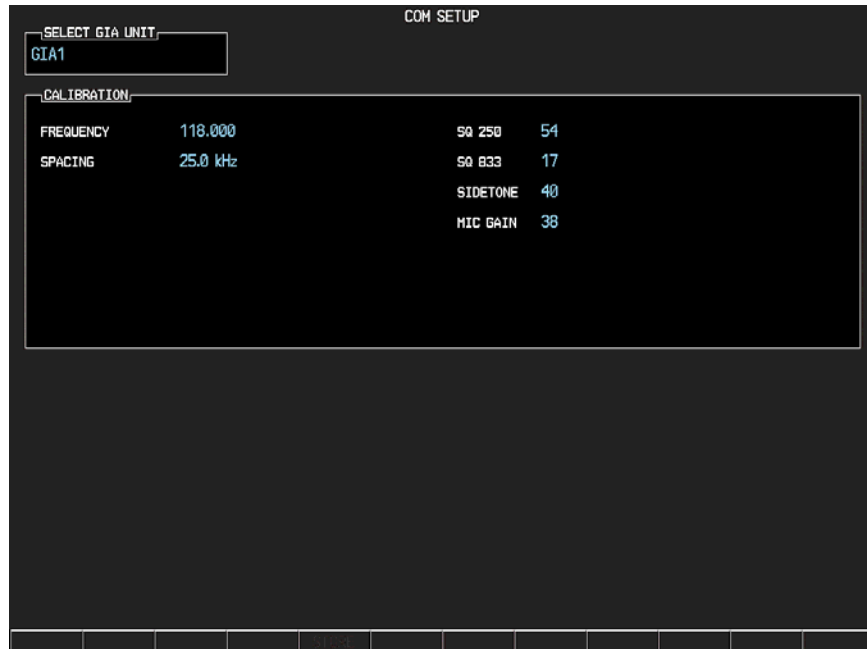 COM SETUP
SELECT GIA UNIT
GIA1
CALIBRATION
FREQUENCY 118.000 SQ 250 54
SPACING 25.0 kHz SQ 833 17
SIDETONE 40
MIC GAIN 38
STORE